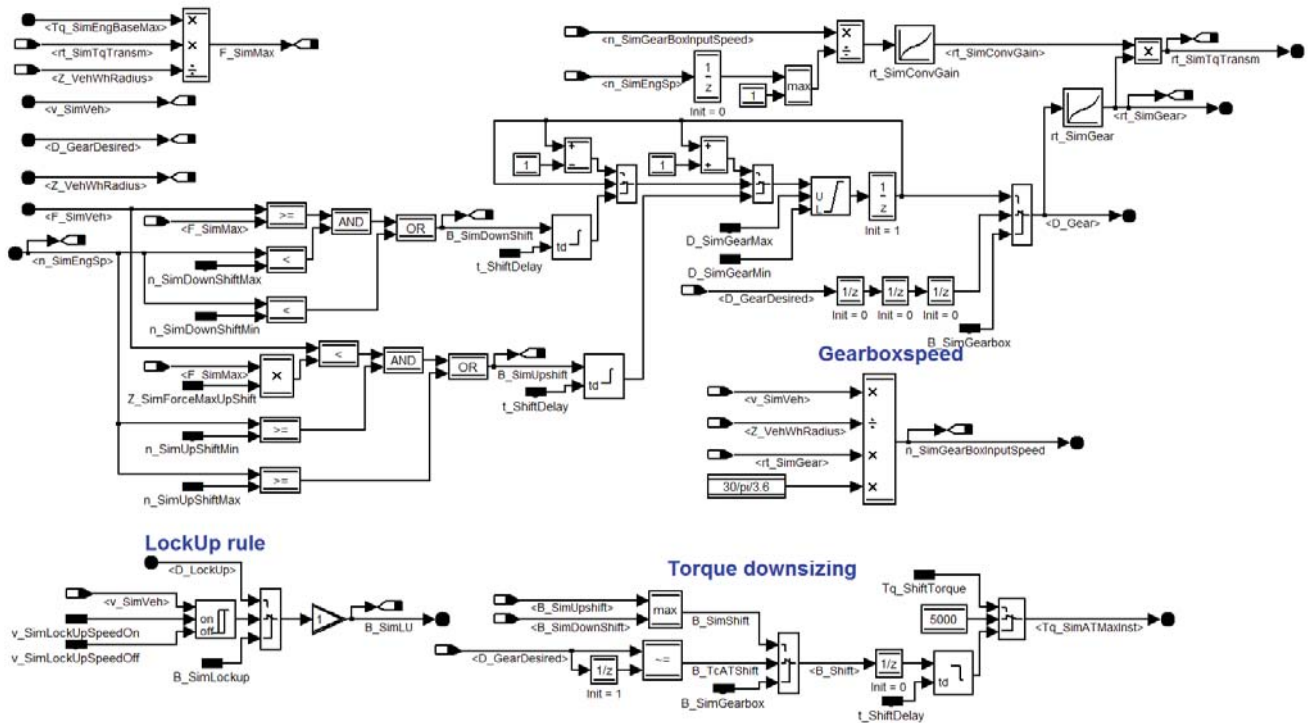 <Tq_SimEngBaseMax>
×
<rt_SimTqTransm>
×
F_SimMax
<Z_VehWhRadius>
÷
<v_SimVeh>
<D_GearDesired>
<Z_VehWhRadius>
<F_SimVeh>
>=
<F_SimMax>
AND
OR
B_SimDownShift
<n_SimEngSp>
<
n_SimDownShiftMax
<
n_SimDownShiftMin
td
t_ShiftDelay
<
AND
OR
B_SimUpshift
<F_SimMax>
×
Z_SimForceMaxUpShift
td
t_ShiftDelay
>=
n_SimUpShiftMin
>=
n_SimUpShiftMax
<n_SimGearBoxInputSpeed>
×
÷
rt_SimConvGain
<rt_SimConvGain>
×
rt_SimTqTransm
<n_SimEngSp>
1
z
Init = 0
1
max
rt_SimGear
<rt_SimGear>
+
−
1
+
+
1
U
L
D_SimGearMax
D_SimGearMin
1
z
Init = 1
<D_Gear>
<D_GearDesired>
1/z
1/z
1/z
Init = 0
Init = 0
Init = 0
B_SimGearbox
Gearboxspeed
<v_SimVeh>
×
<Z_VehWhRadius>
÷
<rt_SimGear>
×
30/pi/3.6
×
n_SimGearBoxInputSpeed
LockUp rule
<D_LockUp>
<v_SimVeh>
on
off
v_SimLockUpSpeedOn
v_SimLockUpSpeedOff
B_SimLockup
1
B_SimLU
Torque downsizing
<B_SimUpshift>
max
<B_SimDownShift>
B_SimShift
<D_GearDesired>
1/z
Init = 1
~=
B_TcATShift
B_SimGearbox
<B_Shift>
1/z
Init = 0
td
t_ShiftDelay
Tq_ShiftTorque
5000
<Tq_SimATMaxInst>